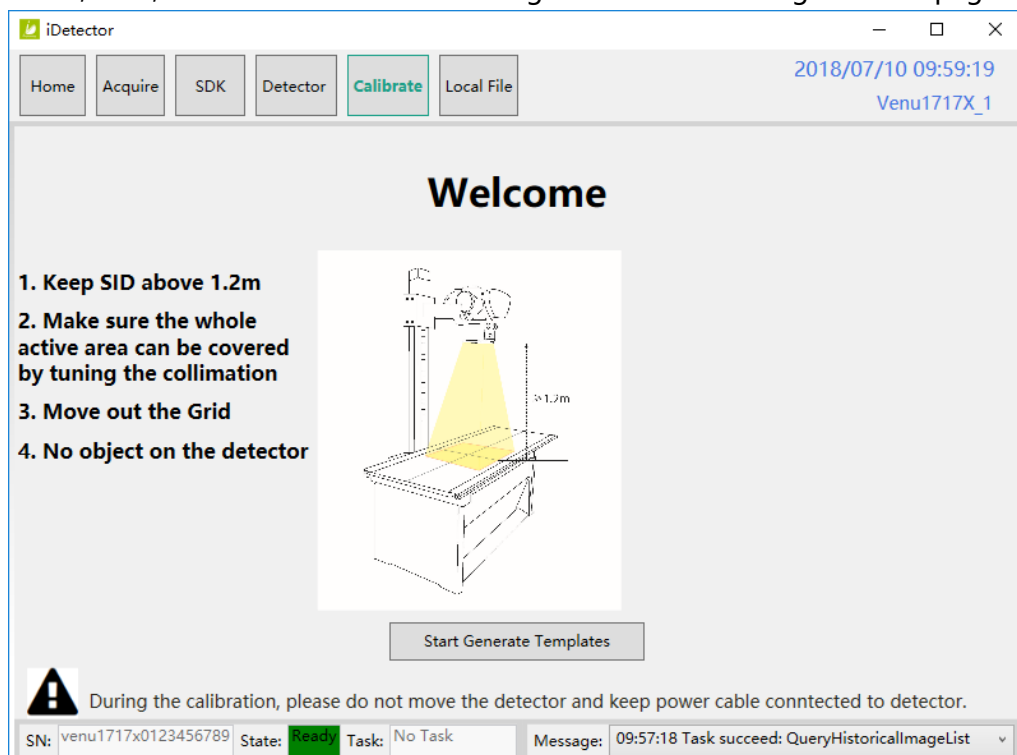 iDetector
Home Acquire SDK Detector Calibrate Local File
2018/07/10 09:59:19
Venu1717X_1
Welcome
1. Keep SID above 1.2m
2. Make sure the whole
active area can be covered
by tuning the collimation
3. Move out the Grid
4. No object on the detector
≥1.2m
Start Generate Templates
During the calibration, please do not move the detector and keep power cable conntected to detector.
SN: venu1717x0123456789 State: Ready Task: No Task Message: 09:57:18 Task succeed: QueryHistoricalImageList